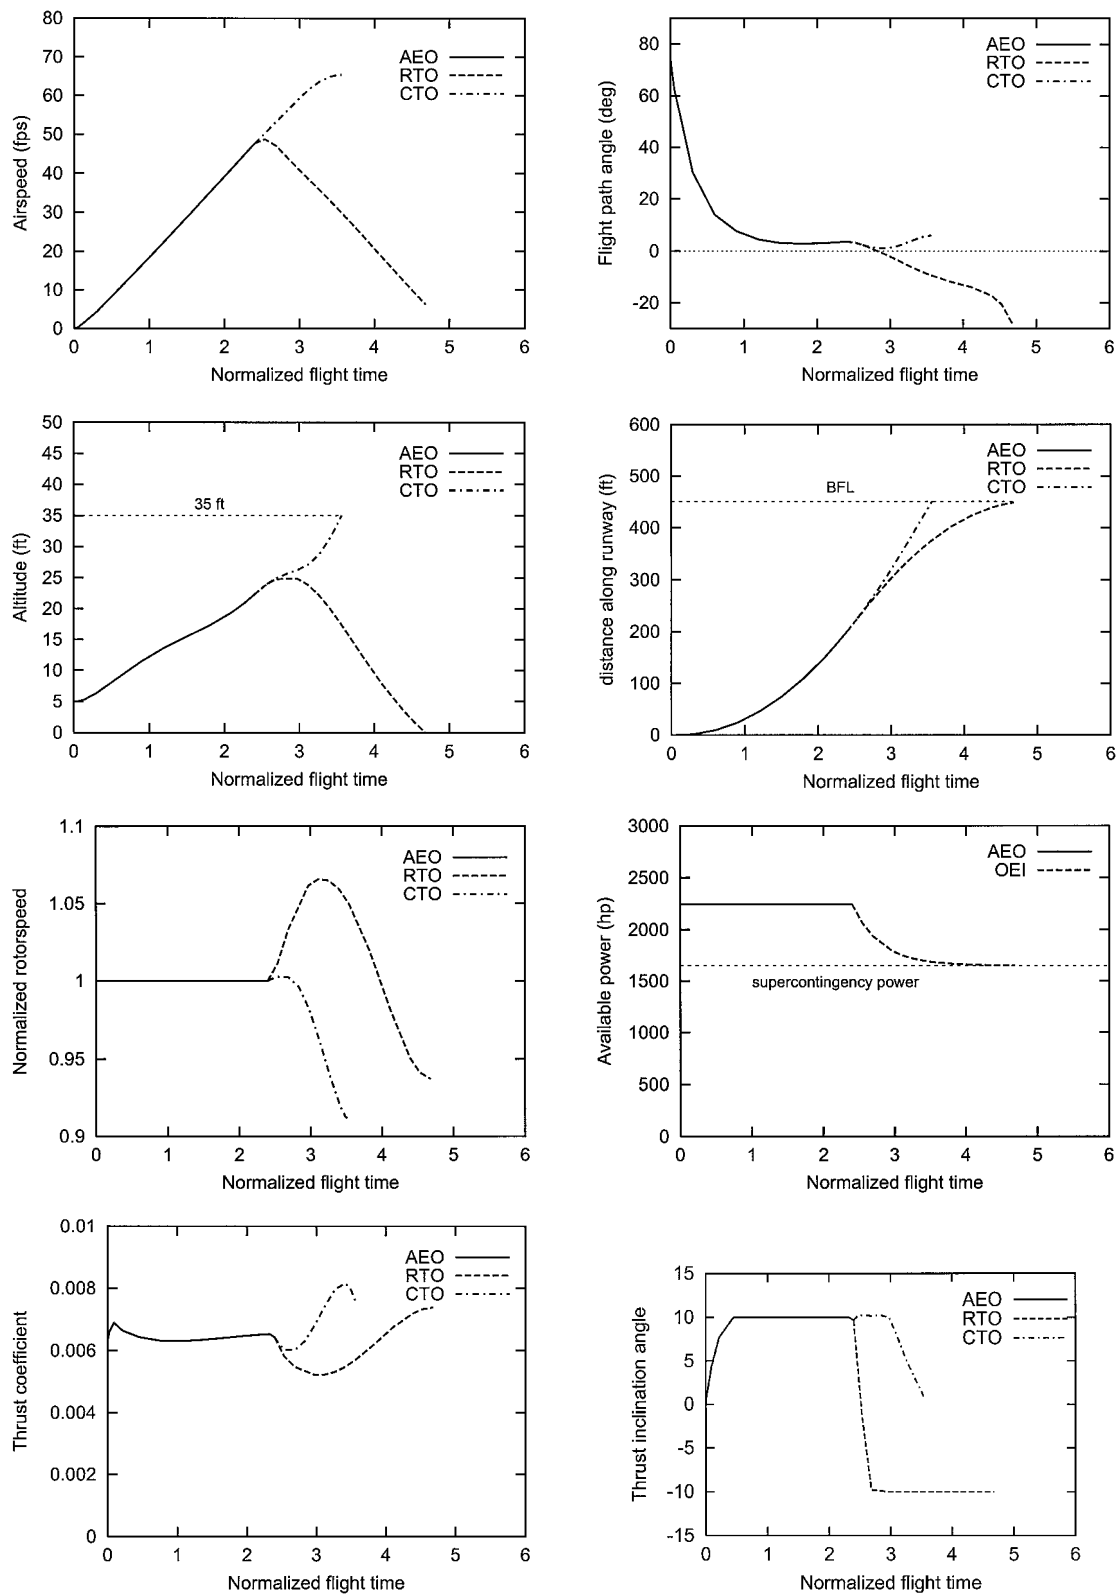 80
70
60
50
40
30
20
10
0
Airspeed (fps)
AEO
RTO
CTO
0 1 2 3 4 5 6
Normalized flight time
80
60
40
20
0
-20
Flight path angle (deg)
AEO
RTO
CTO
0 1 2 3 4 5 6
Normalized flight time
50
45
40
35
30
25
20
15
10
5
0
Altitude (ft)
AEO
RTO
CTO
35 ft
0 1 2 3 4 5 6
Normalized flight time
600
500
400
300
200
100
0
distance along runway (ft)
AEO
RTO
CTO
BFL
0 1 2 3 4 5 6
Normalized flight time
1.1
1.05
1
0.95
0.9
Normalized rotorspeed
AEO
RTO
CTO
0 1 2 3 4 5 6
Normalized flight time
3000
2500
2000
1500
1000
500
0
Available power (hp)
AEO
OEI
supercontingency power
0 1 2 3 4 5 6
Normalized flight time
0.01
0.008
0.006
0.004
0.002
0
Thrust coefficient
AEO
RTO
CTO
0 1 2 3 4 5 6
Normalized flight time
15
10
5
0
-5
-10
-15
Thrust inclination angle
AEO
RTO
CTO
0 1 2 3 4 5 6
Normalized flight time